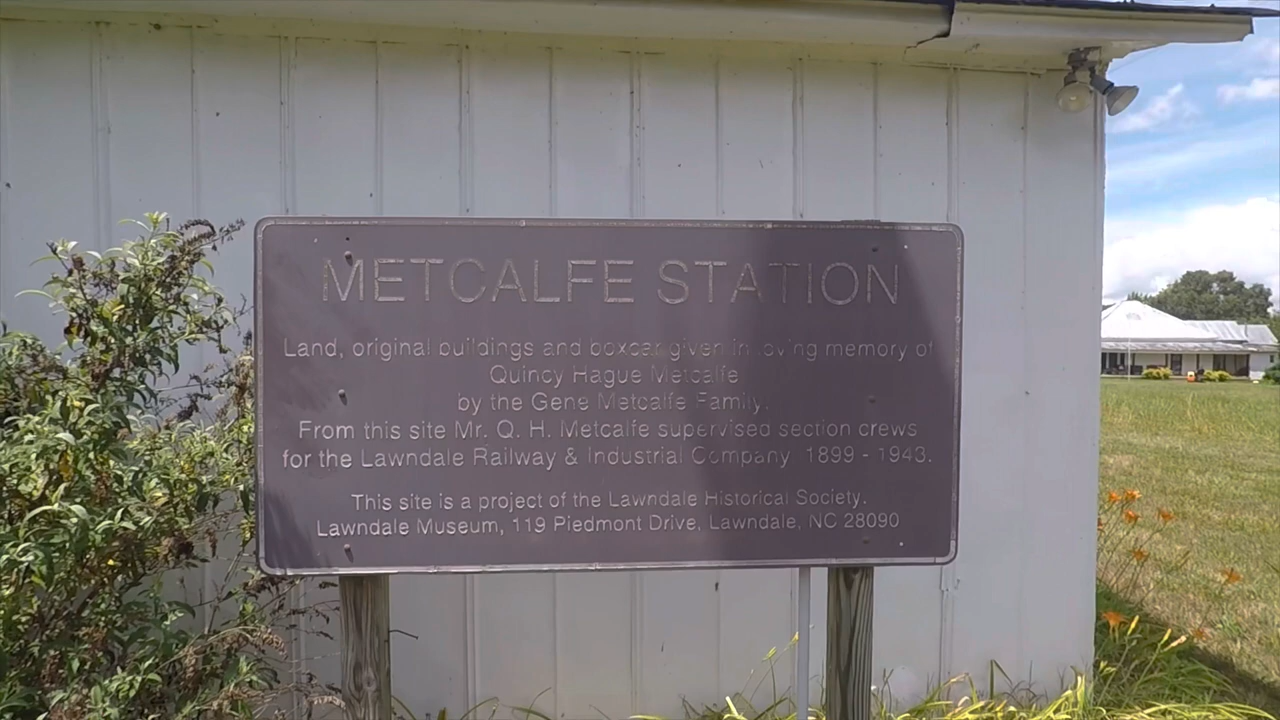 METCALFE STATION
Land, original buildings and boxcar given in loving memory of
Quincy Hague Metcalfe
by the Gene Metcalfe Family.
From this site Mr. Q. H. Metcalfe supervised section crews
for the Lawndale Railway & Industrial Company 1899 - 1943.
This site is a project of the Lawndale Historical Society.
Lawndale Museum, 119 Piedmont Drive, Lawndale, NC 28090